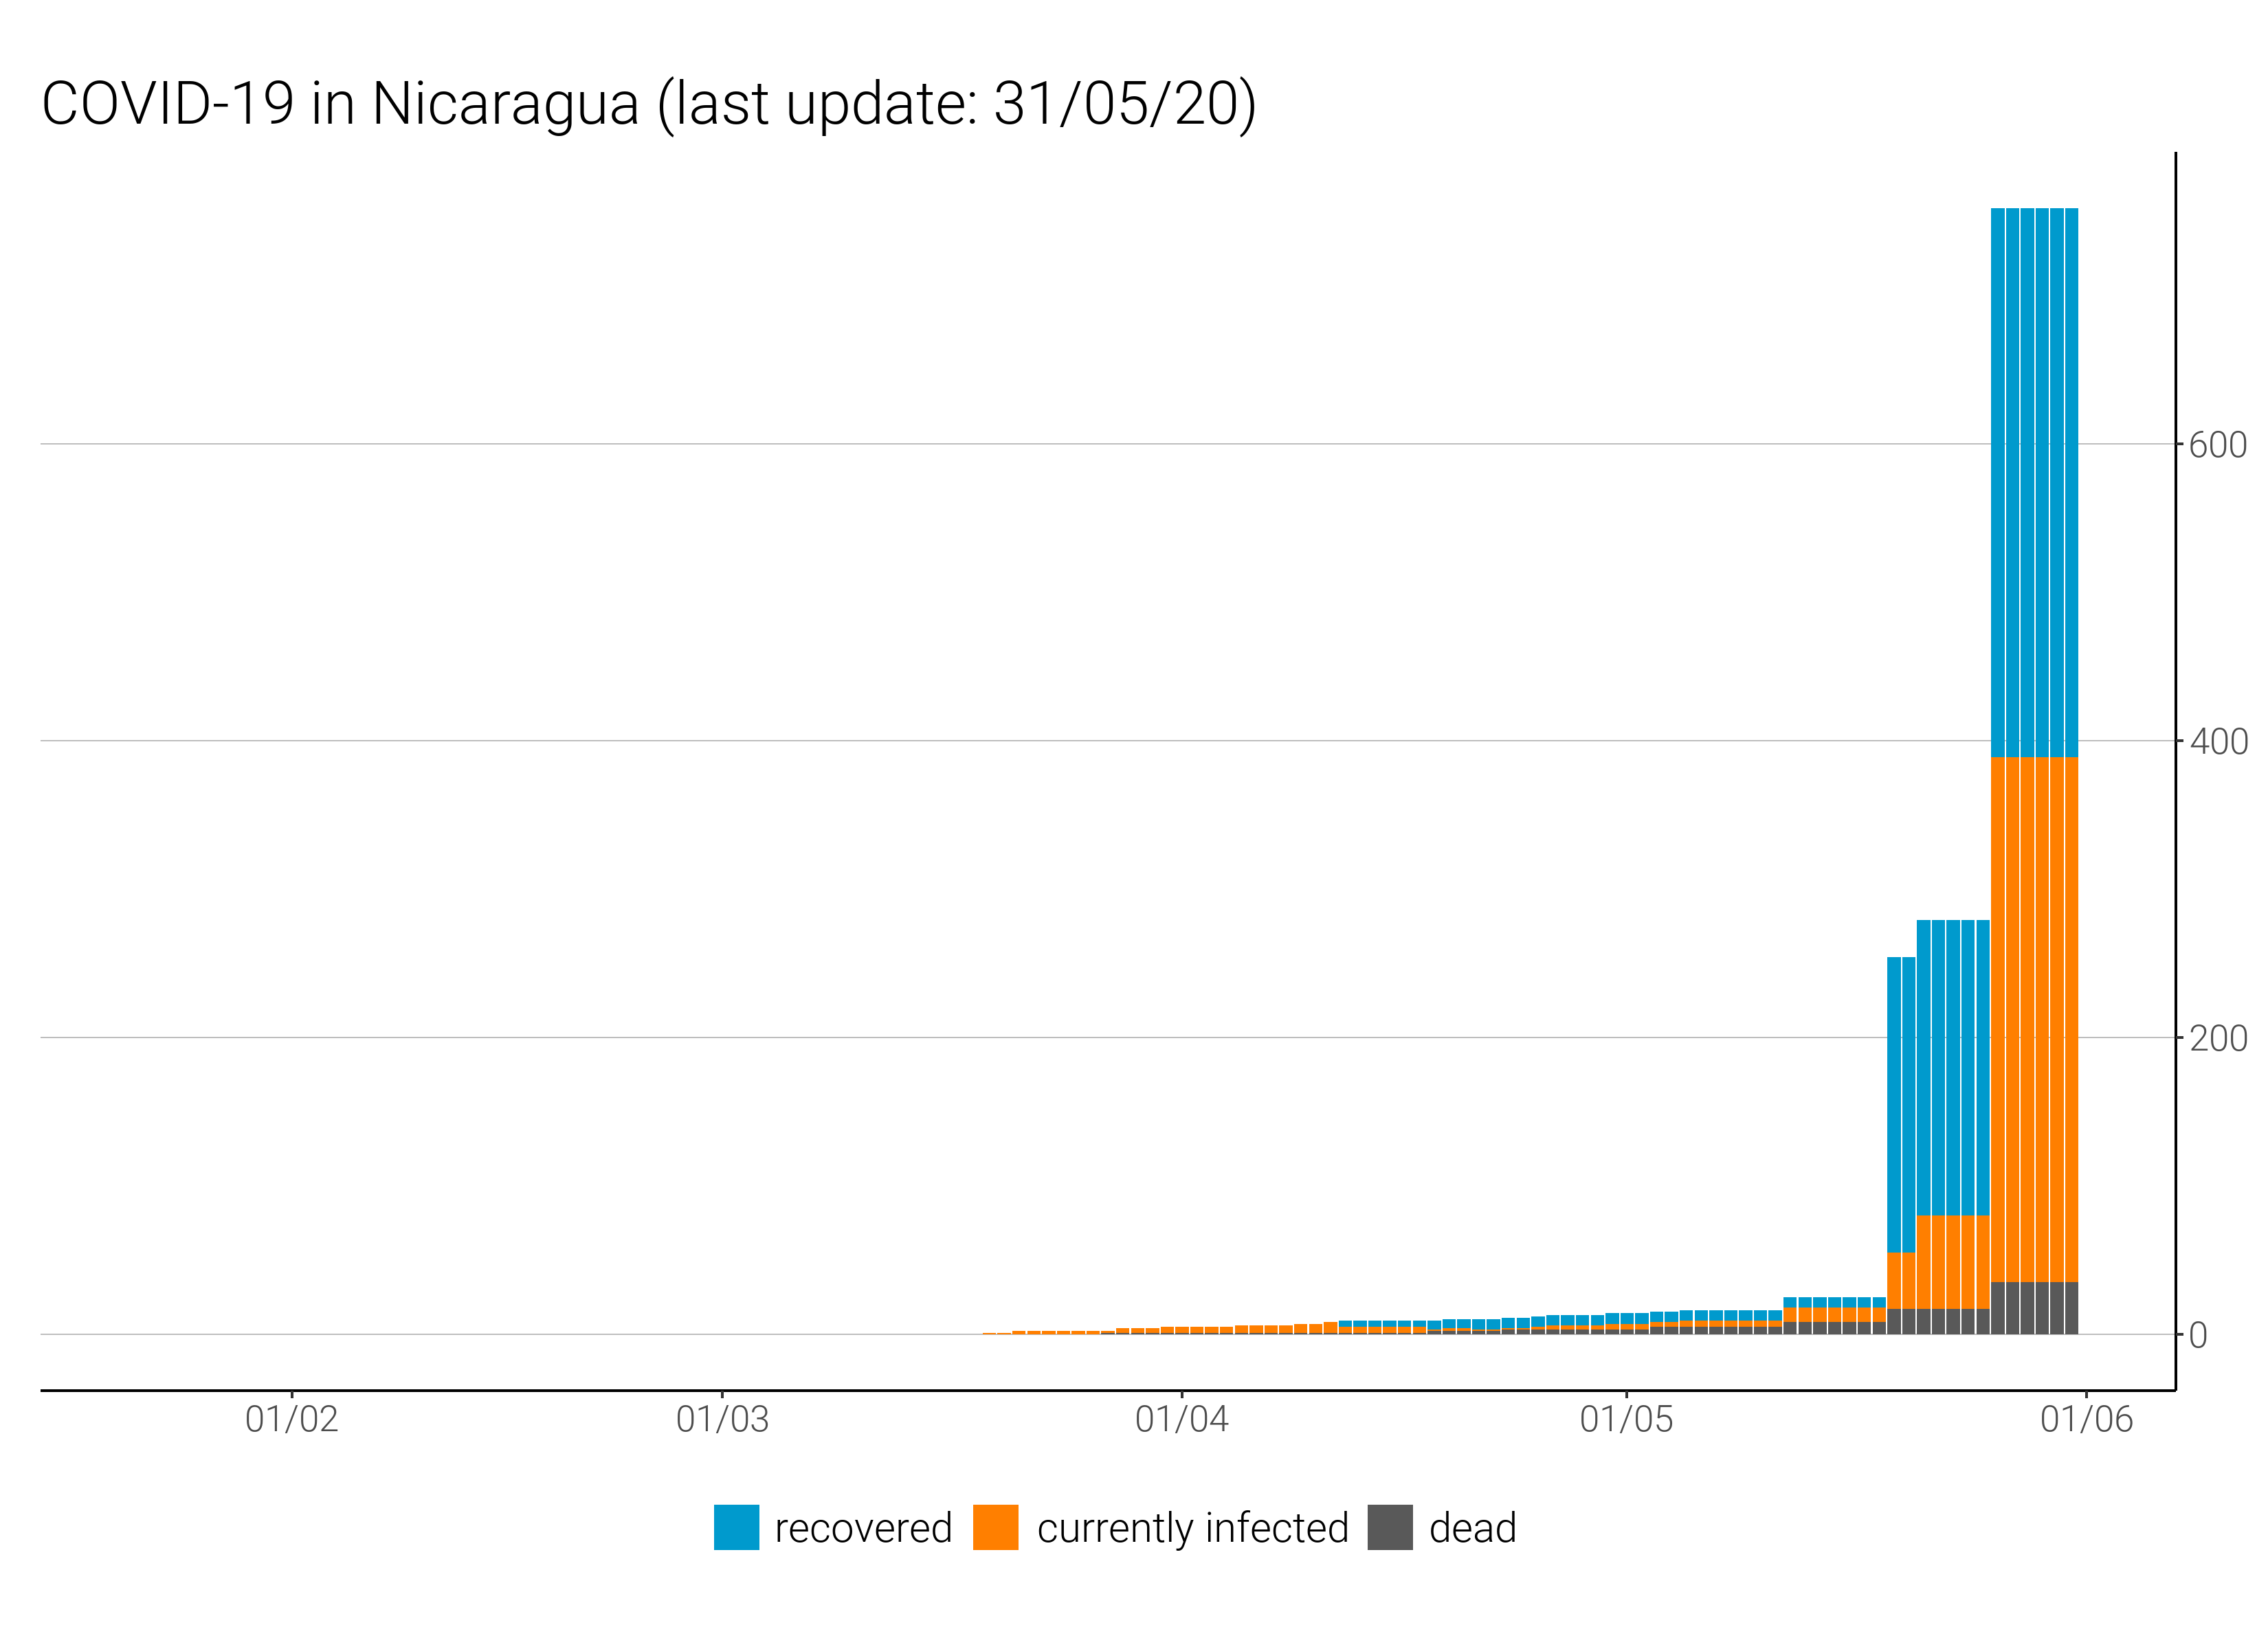 COVID-19 in Nicaragua (last update: 31/05/20)
600
400
200
0
01/02 01/03 01/04 01/05 01/06
recovered currently infected dead